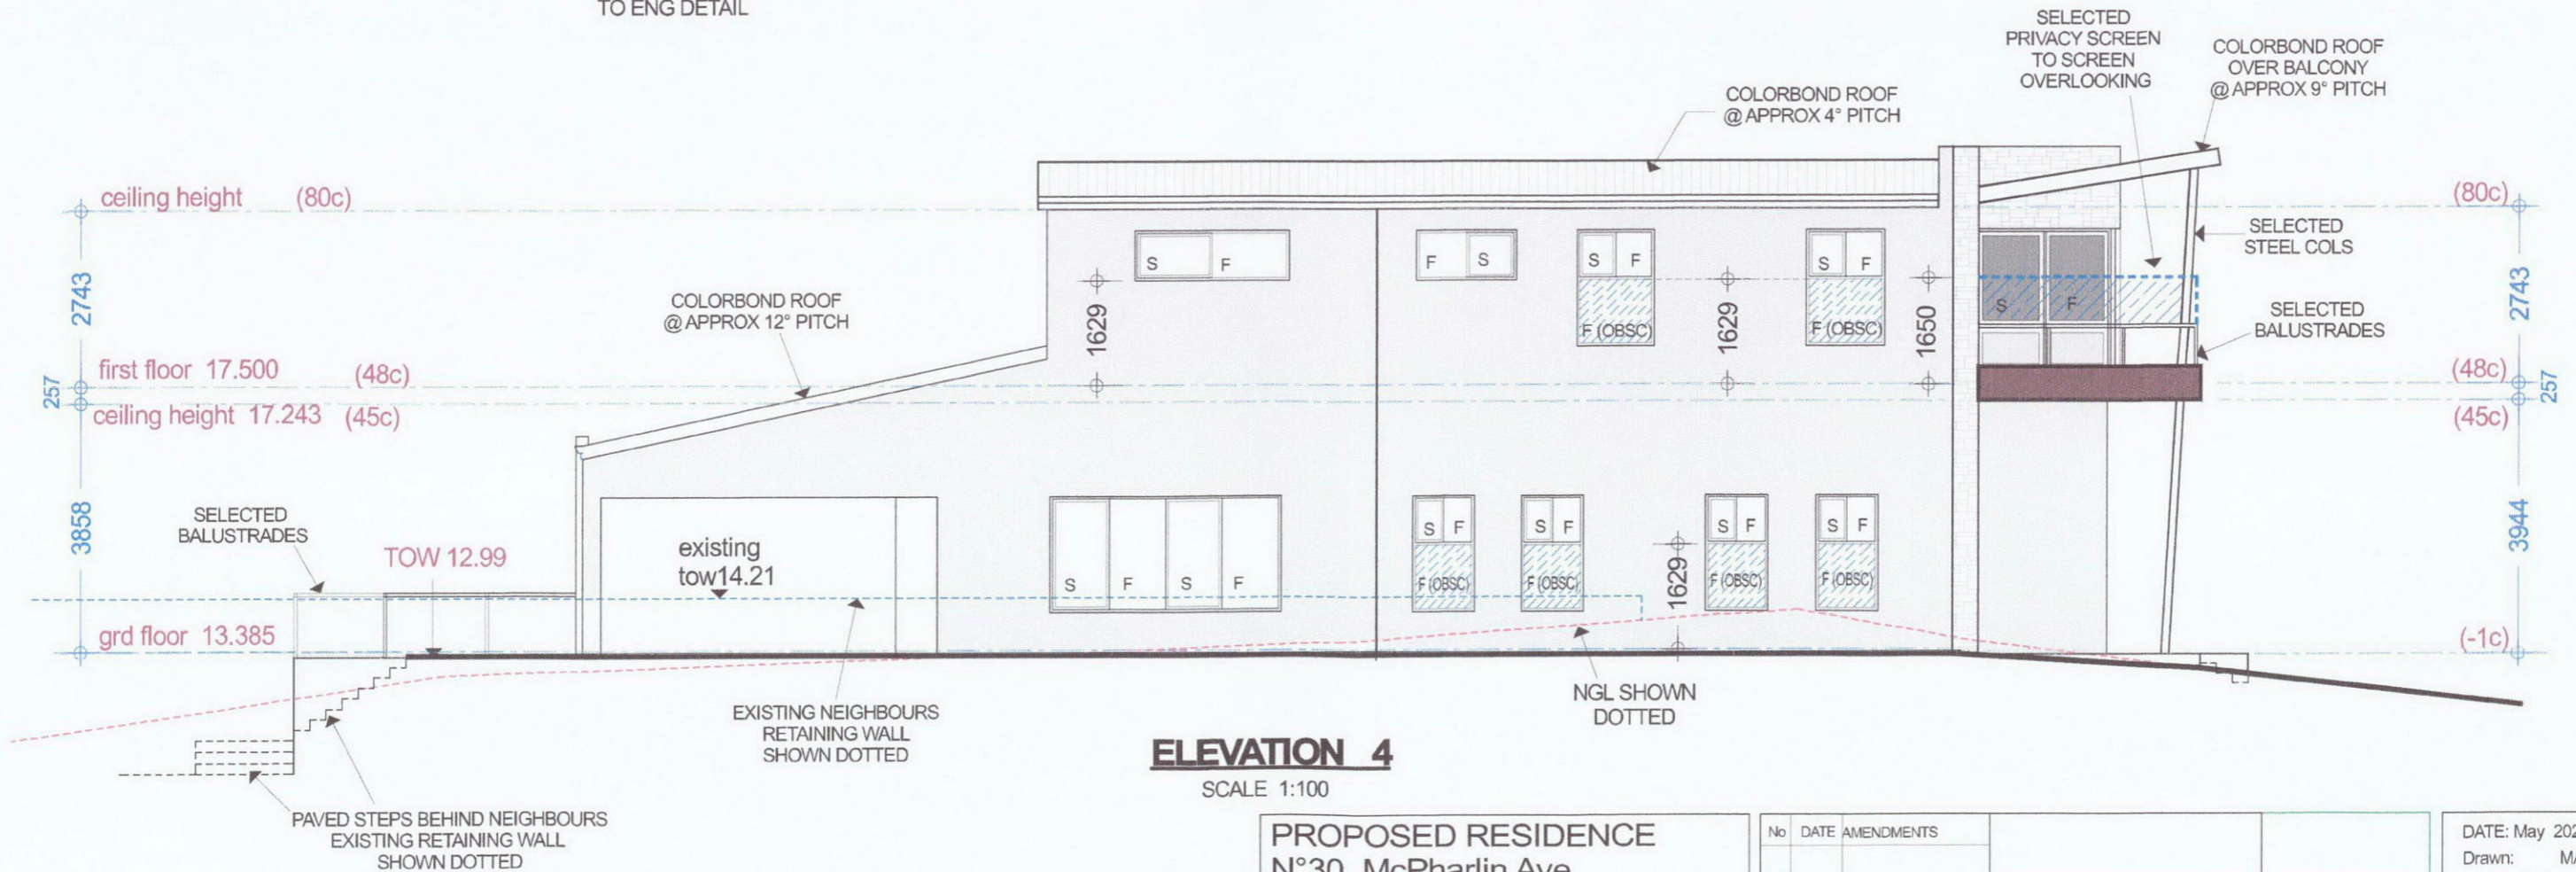 TO ENG DETAIL
SELECTED
PRIVACY SCREEN
TO SCREEN
OVERLOOKING
COLORBOND ROOF
OVER BALCONY
@ APPROX 9° PITCH
COLORBOND ROOF
@ APPROX 4° PITCH
ceiling height (80c)
(80c)
SELECTED
STEEL COLS
2743
COLORBOND ROOF
@ APPROX 12° PITCH
S F
F S
S F
S F
S F
1629
F (OBSC)
1629
F (OBSC)
1650
SELECTED
BALUSTRADES
2743
first floor 17.500 (48c)
(48c)
257
257
ceiling height 17.243 (45c)
(45c)
3858
SELECTED
BALUSTRADES
TOW 12.99
existing
tow14.21
S F S F
S F
S F
S F
S F
F (OBSC)
F (OBSC)
1629
F (OBSC)
F (OBSC)
3944
grd floor 13.385
(-1c)
EXISTING NEIGHBOURS
RETAINING WALL
SHOWN DOTTED
NGL SHOWN
DOTTED
ELEVATION 4
SCALE 1:100
PAVED STEPS BEHIND NEIGHBOURS
EXISTING RETAINING WALL
SHOWN DOTTED
PROPOSED RESIDENCE
N°30 McPharlin Ave
No DATE AMENDMENTS
DATE: May 202
Drawn: